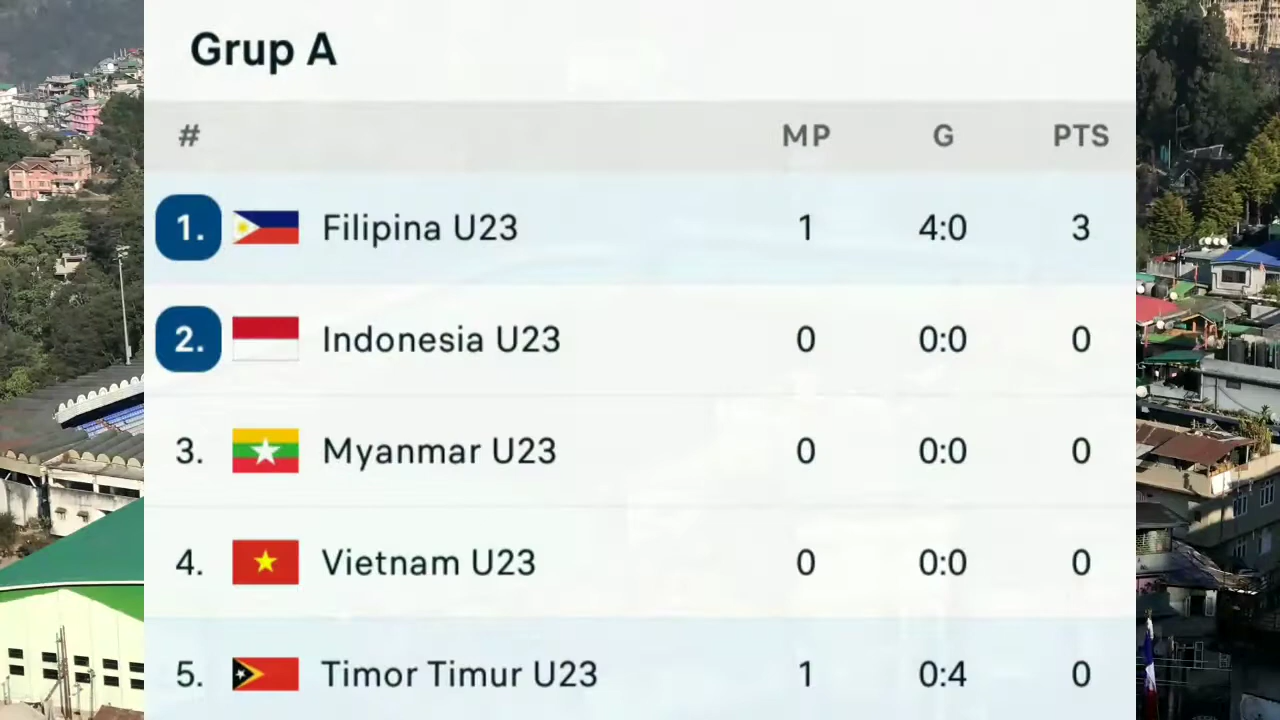 Grup A
# MP G PTS
1. Filipina U23 1 4:0 3
2. Indonesia U23 0 0:0 0
3. Myanmar U23 0 0:0 0
4. Vietnam U23 0 0:0 0
5. Timor Timur U23 1 0:4 0